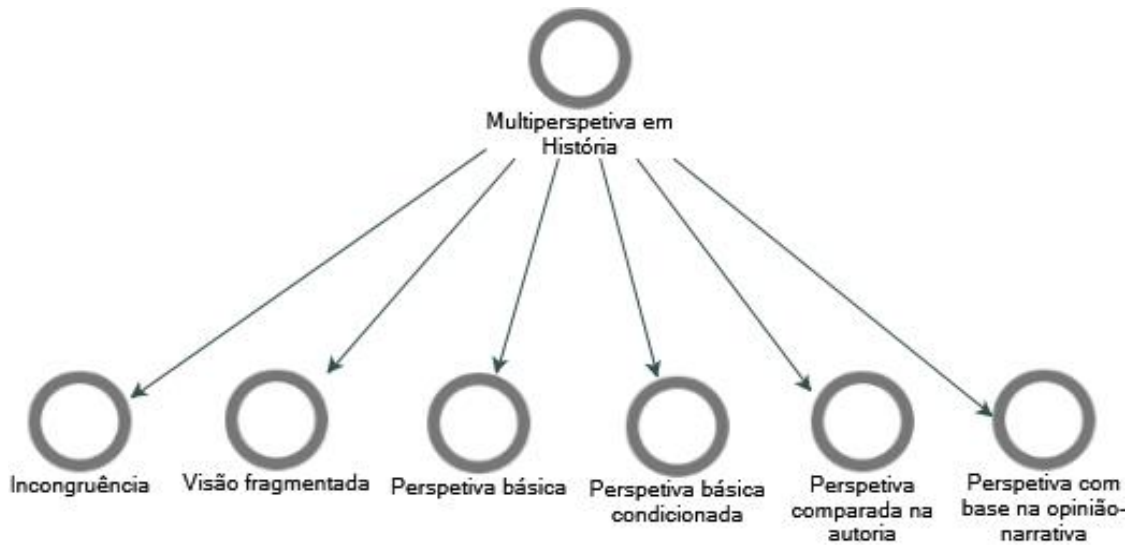 Multiperspetiva em
História
Incongruência
Visão fragmentada
Perspetiva básica
Perspetiva básica
condicionada
Perspetiva
comparada na
autoria
Perspetiva com
base na opinião-
narrativa